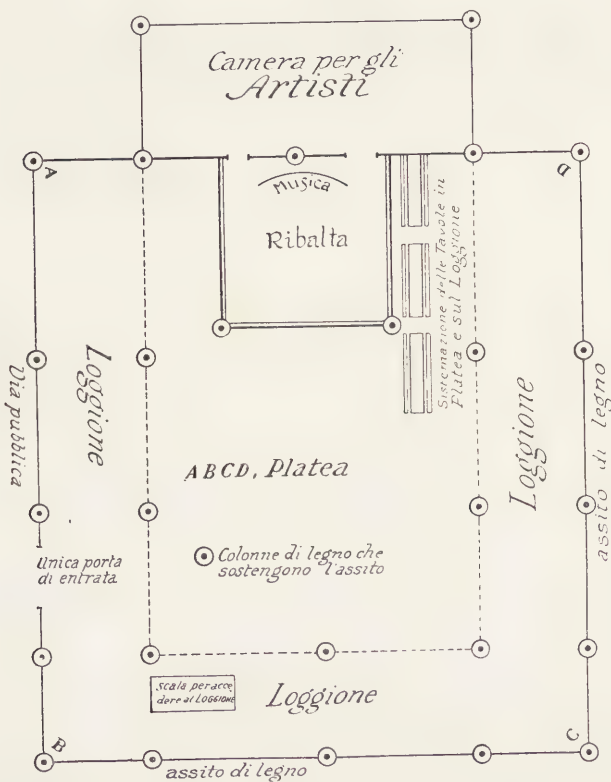 Camera per gli
Artisti
A
D
Musica
Ribalta
Sistemazione delle Tavole in
Platea e sul Loggione
Loggione
Via pubblica
Loggione
assito di legno
ABCD, Platea
Unica porta
di entrata
Colonne di legno che
sostengono l'assito
Scala per acce
dere al LOGGIONE
Loggione
B
C
assito di legno